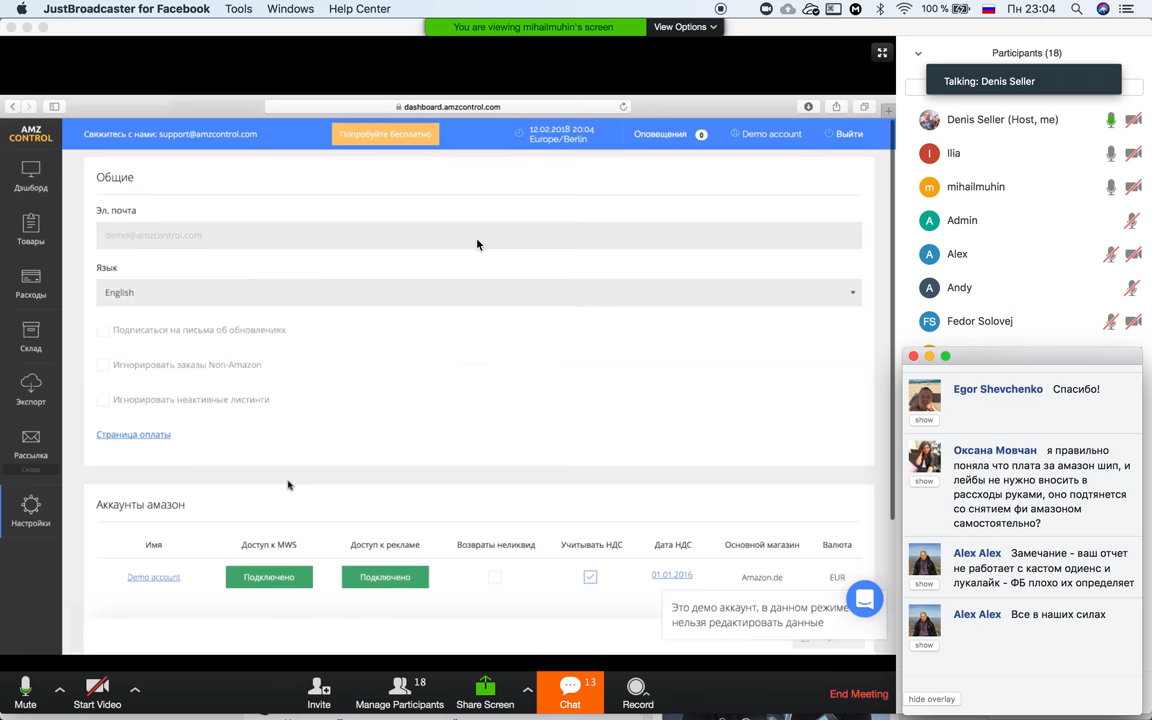 JustBroadcaster for Facebook Tools Windows Help Center
100 % Пн 23:04
You are viewing mihailmuhin's screen View Options
Participants (18)
Talking: Denis Seller
dashboard.amzcontrol.com
AMZ
CONTROL
Свяжитесь с нами: support@amzcontrol.com
Попробуйте бесплатно
12.02.2018 20:04
Europe/Berlin
Оповещения 0
Demo account
Выйти
Дэшборд
Товары
Расходы
Склад
Экспорт
Рассылка
Скоро
Настройки
Общие
Эл. почта
demo@amzcontrol.com
Язык
English
Подписаться на письма об обновлениях
Игнорировать заказы Non-Amazon
Игнорировать неактивные листинги
Страница оплаты
Аккаунты амазон
Имя Доступ к MWS Доступ к рекламе Возвраты неликвид Учитывать НДС Дата НДС Основной магазин Валюта
Demo account Подключено Подключено 01.01.2016 Amazon.de EUR
Это демо аккаунт, в данном режиме
нельзя редактировать данные
Denis Seller (Host, me)
I Ilia
m mihailmuhin
A Admin
A Alex
A Andy
FS Fedor Solovej
Egor Shevchenko Спасибо!
show
Оксана Мовчан я правильно
поняла что плата за амазон шип, и
лейбы не нужно вносить в
рассходы руками, оно подтянется
со снятием фи амазоном
самостоятельно?
show
Alex Alex Замечание - ваш отчет
не работает с кастом одиенс и
лукалайк - ФБ плохо их определяет
show
Alex Alex Все в наших силах
show
hide overlay
Mute
Start Video
Invite
18
Manage Participants
Share Screen
13
Chat
Record
End Meeting